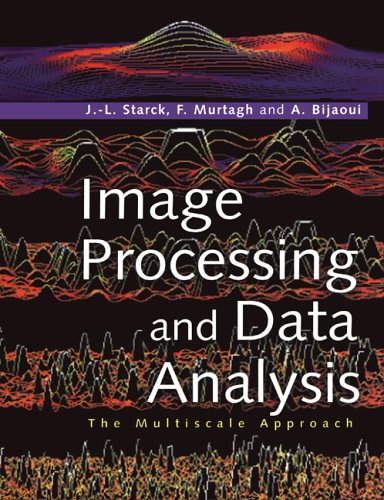 J.-L. Starck, F. Murtagh and A. Bijaoui
Image
Processing
and Data
Analysis
The Multiscale Approach